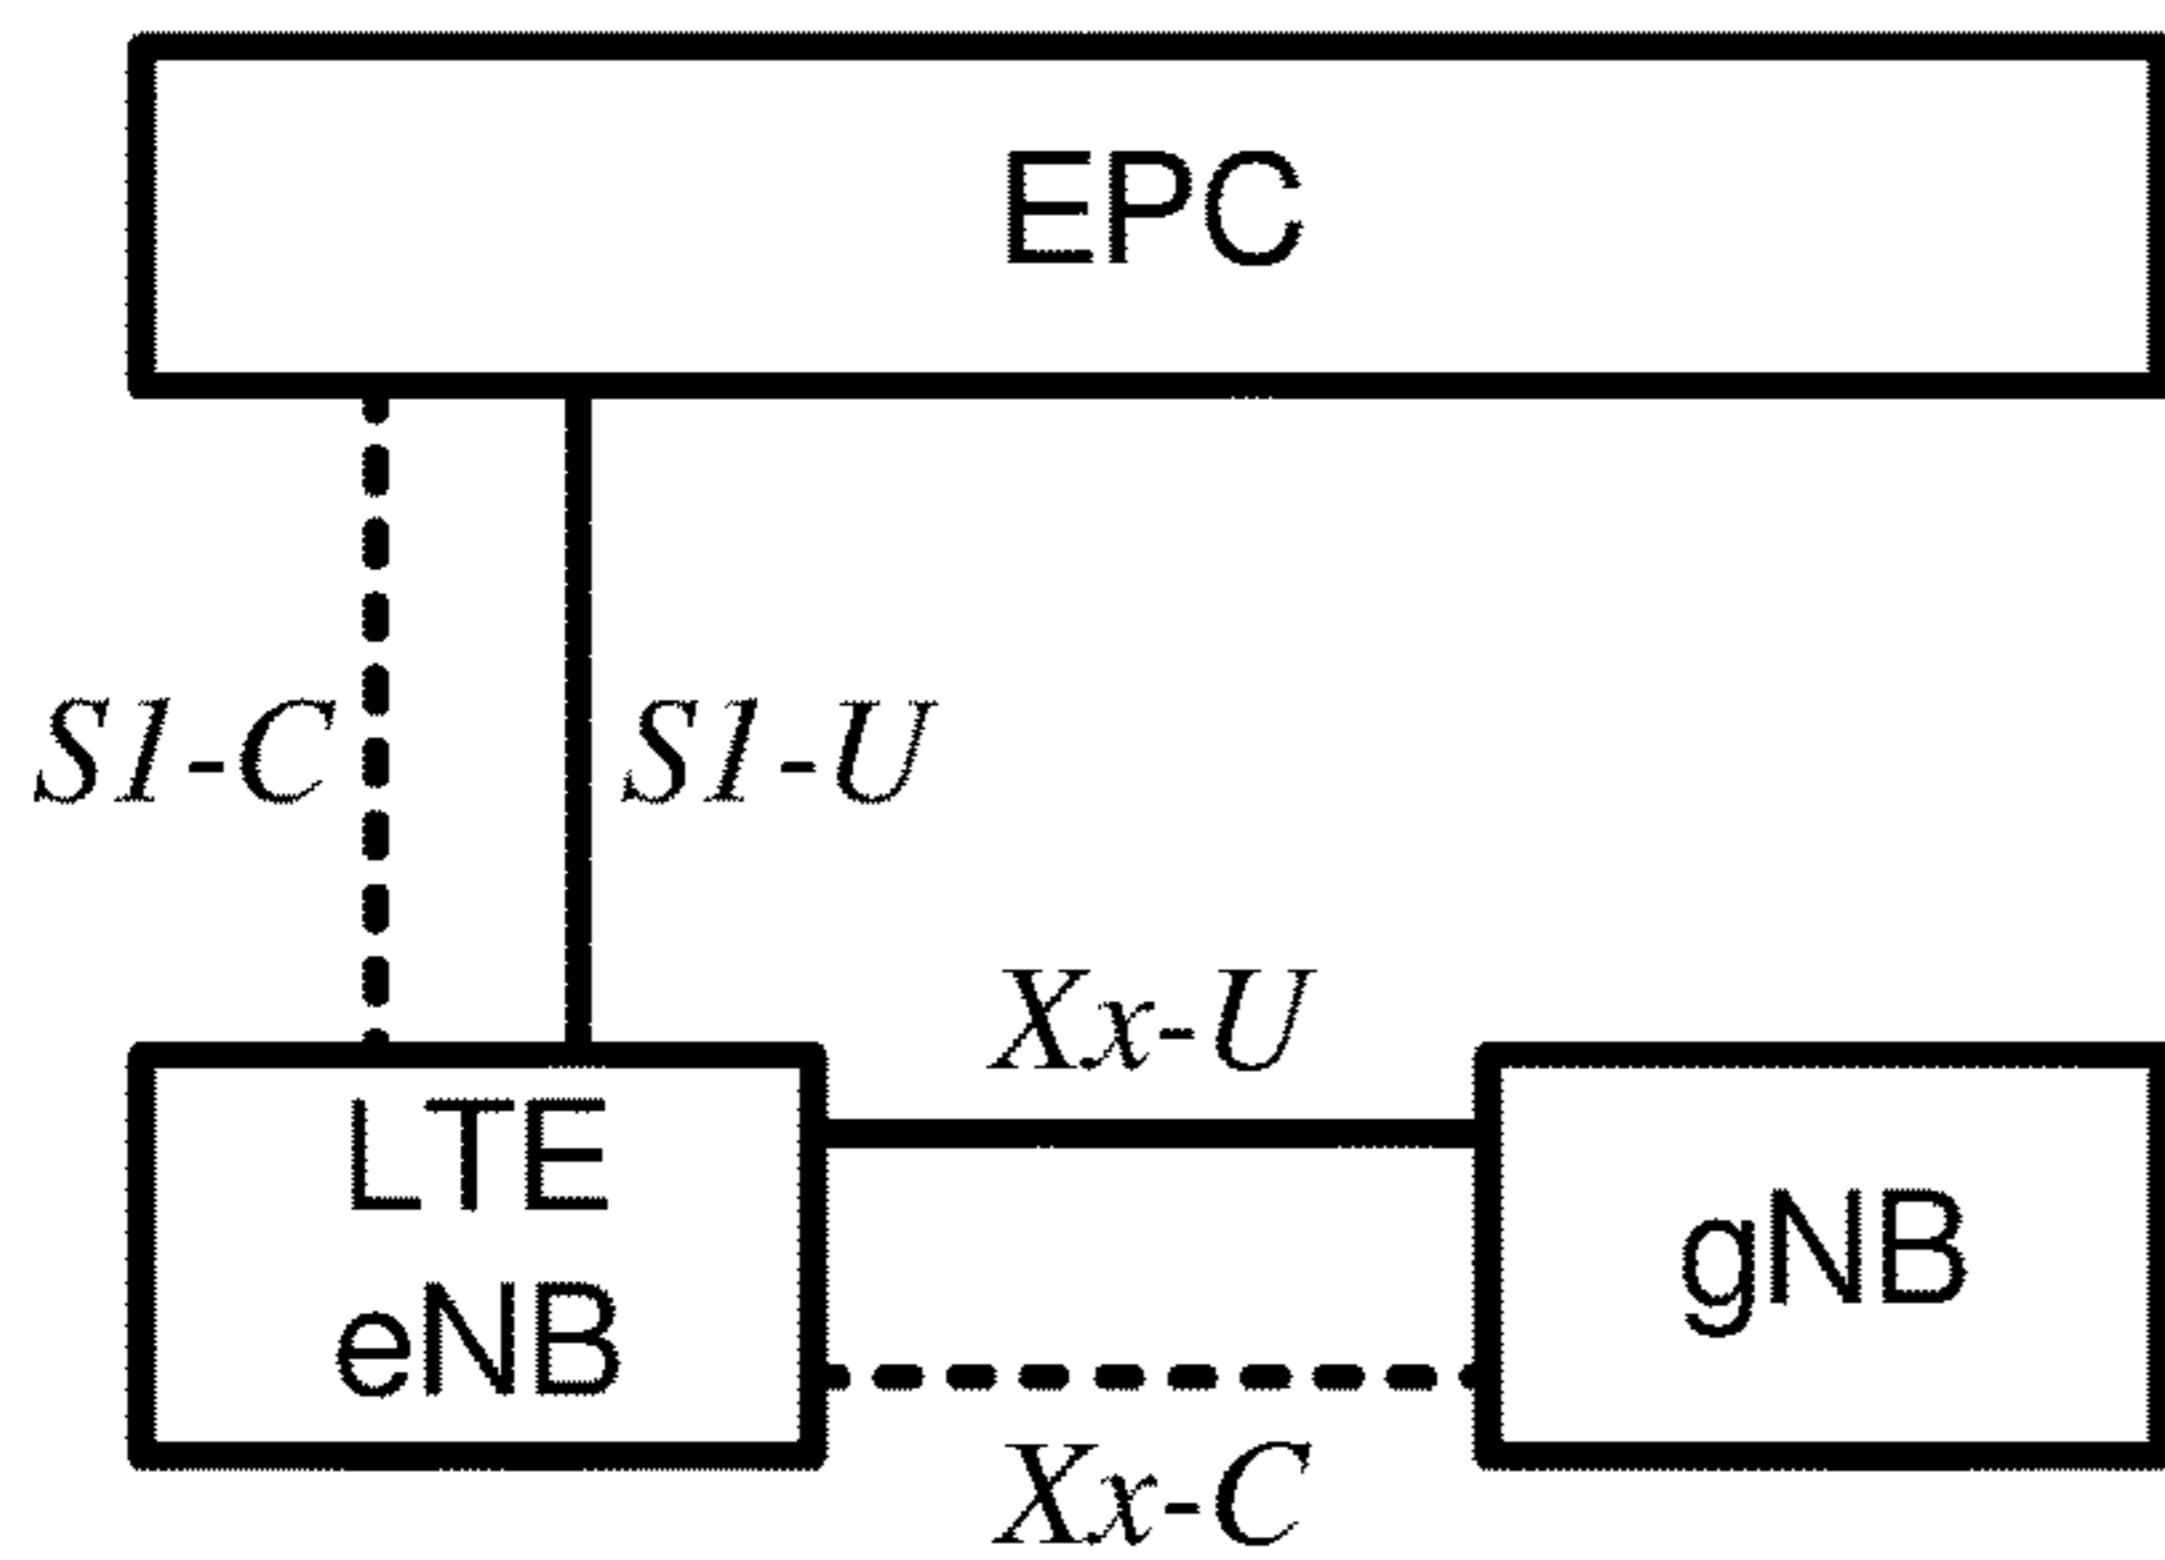 EPC
S1-C
S1-U
Xx-U
LTE
eNB
gNB
Xx-C